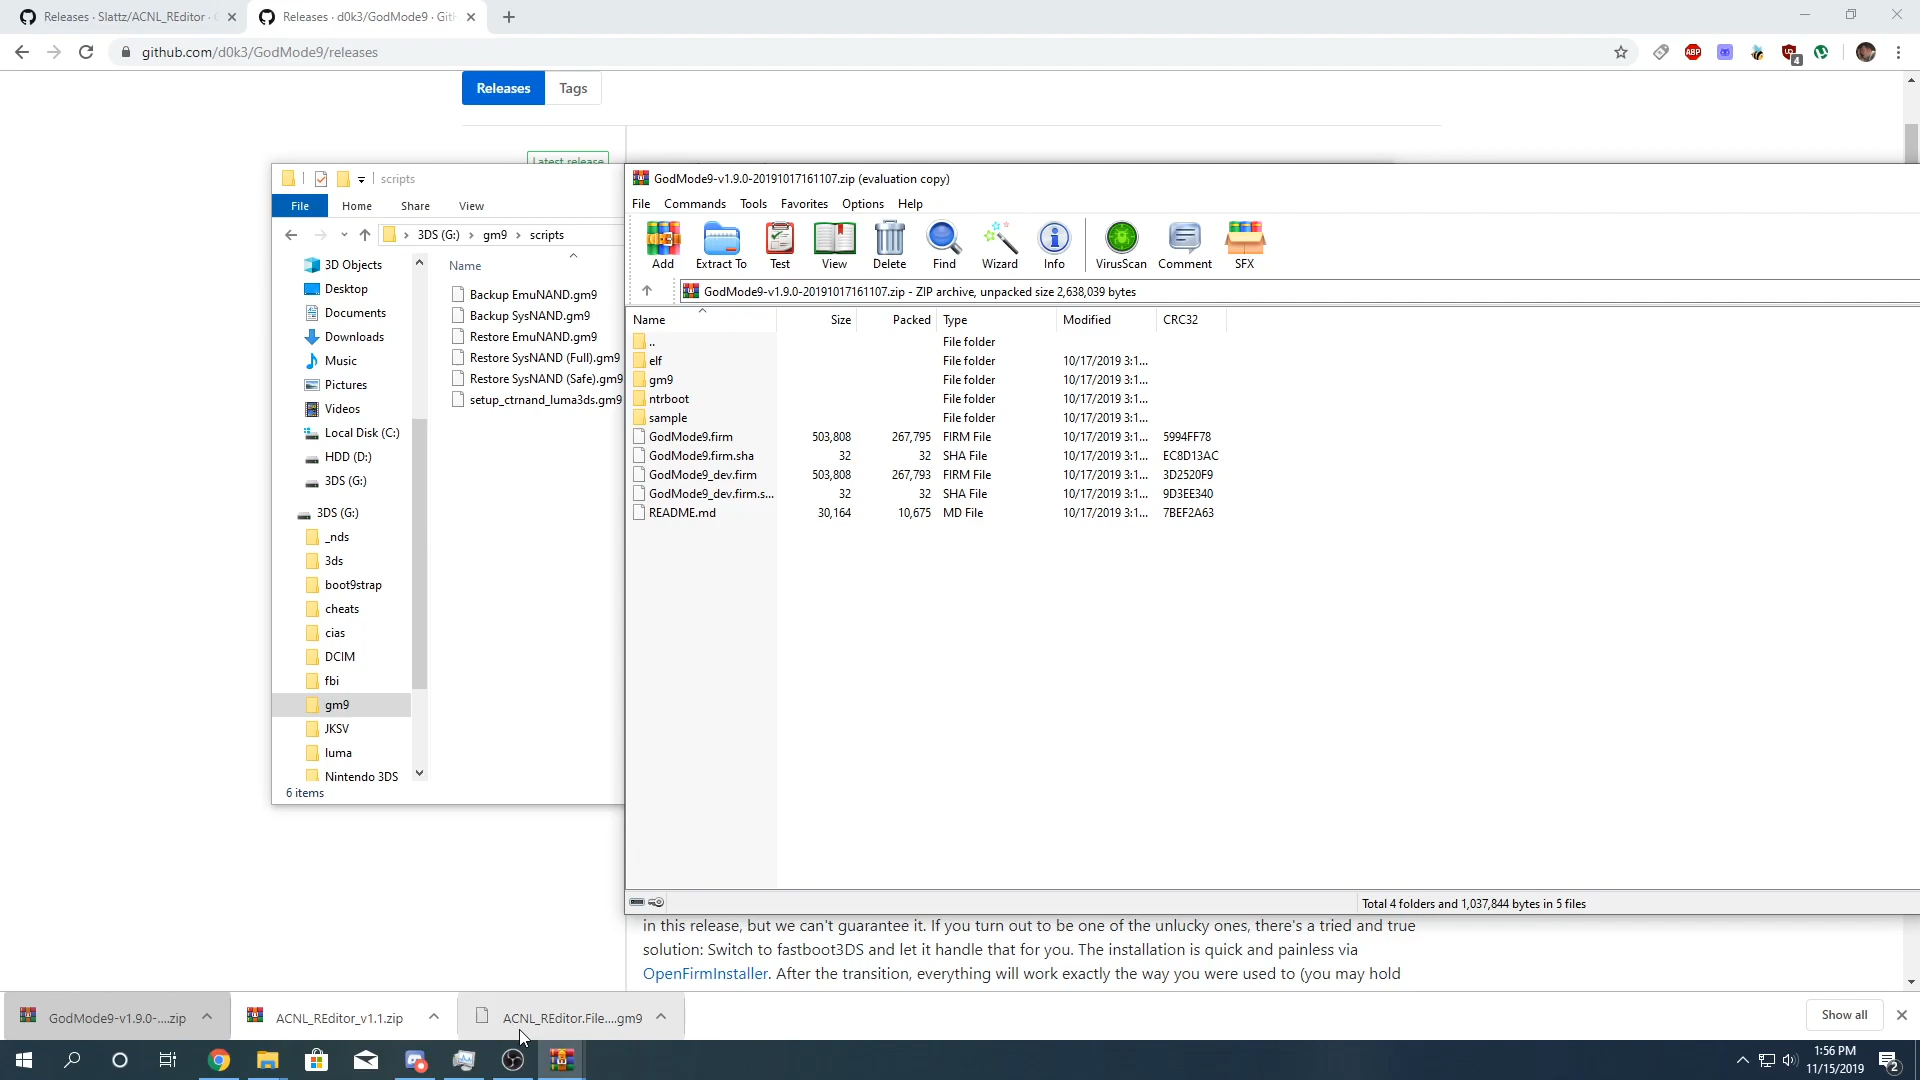 Releases · Slattz/ACNL_REditor · G
Releases · d0k3/GodMode9 · GitH
github.com/d0k3/GodMode9/releases
ABP
4
Releases
Tags
Latest release
scripts
File
Home
Share
View
3DS (G:) › gm9 › scripts
3D Objects
Desktop
Documents
Downloads
Music
Pictures
Videos
Local Disk (C:)
HDD (D:)
3DS (G:)
3DS (G:)
_nds
3ds
boot9strap
cheats
cias
DCIM
fbi
gm9
JKSV
luma
Nintendo 3DS
6 items
Name
Backup EmuNAND.gm9
Backup SysNAND.gm9
Restore EmuNAND.gm9
Restore SysNAND (Full).gm9
Restore SysNAND (Safe).gm9
setup_ctrnand_luma3ds.gm9
GodMode9-v1.9.0-20191017161107.zip (evaluation copy)
File Commands Tools Favorites Options Help
Add
Extract To
Test
View
Delete
Find
Wizard
Info
VirusScan
Comment
SFX
GodMode9-v1.9.0-20191017161107.zip - ZIP archive, unpacked size 2,638,039 bytes
Name Size Packed Type Modified CRC32
.. File folder
elf File folder 10/17/2019 3:1...
gm9 File folder 10/17/2019 3:1...
ntrboot File folder 10/17/2019 3:1...
sample File folder 10/17/2019 3:1...
GodMode9.firm 503,808 267,795 FIRM File 10/17/2019 3:1... 5994FF78
GodMode9.firm.sha 32 32 SHA File 10/17/2019 3:1... EC8D13AC
GodMode9_dev.firm 503,808 267,793 FIRM File 10/17/2019 3:1... 3D2520F9
GodMode9_dev.firm.s... 32 32 SHA File 10/17/2019 3:1... 9D3EE340
README.md 30,164 10,675 MD File 10/17/2019 3:1... 7BEF2A63
Total 4 folders and 1,037,844 bytes in 5 files
in this release, but we can't guarantee it. If you turn out to be one of the unlucky ones, there's a tried and true
solution: Switch to fastboot3DS and let it handle that for you. The installation is quick and painless via
OpenFirmInstaller. After the transition, everything will work exactly the way you were used to (you may hold
GodMode9-v1.9.0-....zip
ACNL_REditor_v1.1.zip
ACNL_REditor.File....gm9
Show all
1:56 PM
11/15/2019
2